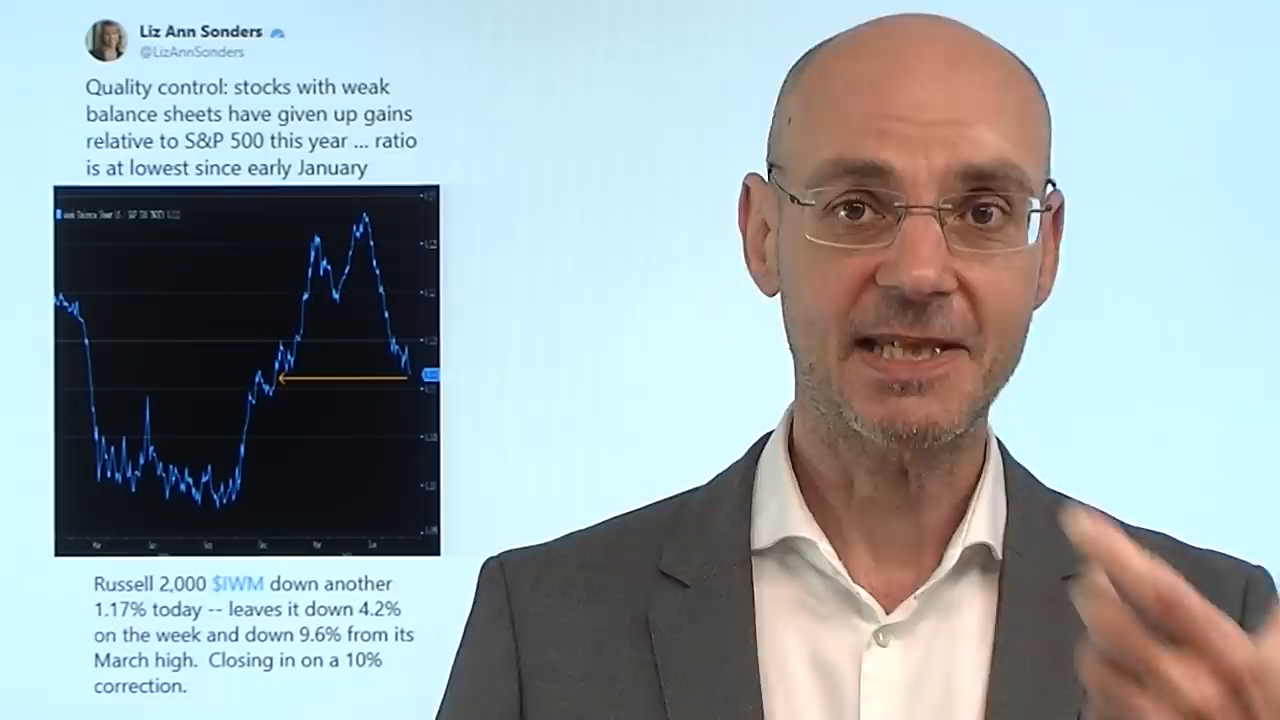 Liz Ann Sonders
@LizAnnSonders
Quality control: stocks with weak
balance sheets have given up gains
relative to S&P 500 this year ... ratio
is at lowest since early January
Russell 2,000 $IWM down another
1.17% today -- leaves it down 4.2%
on the week and down 9.6% from its
March high.  Closing in on a 10%
correction.